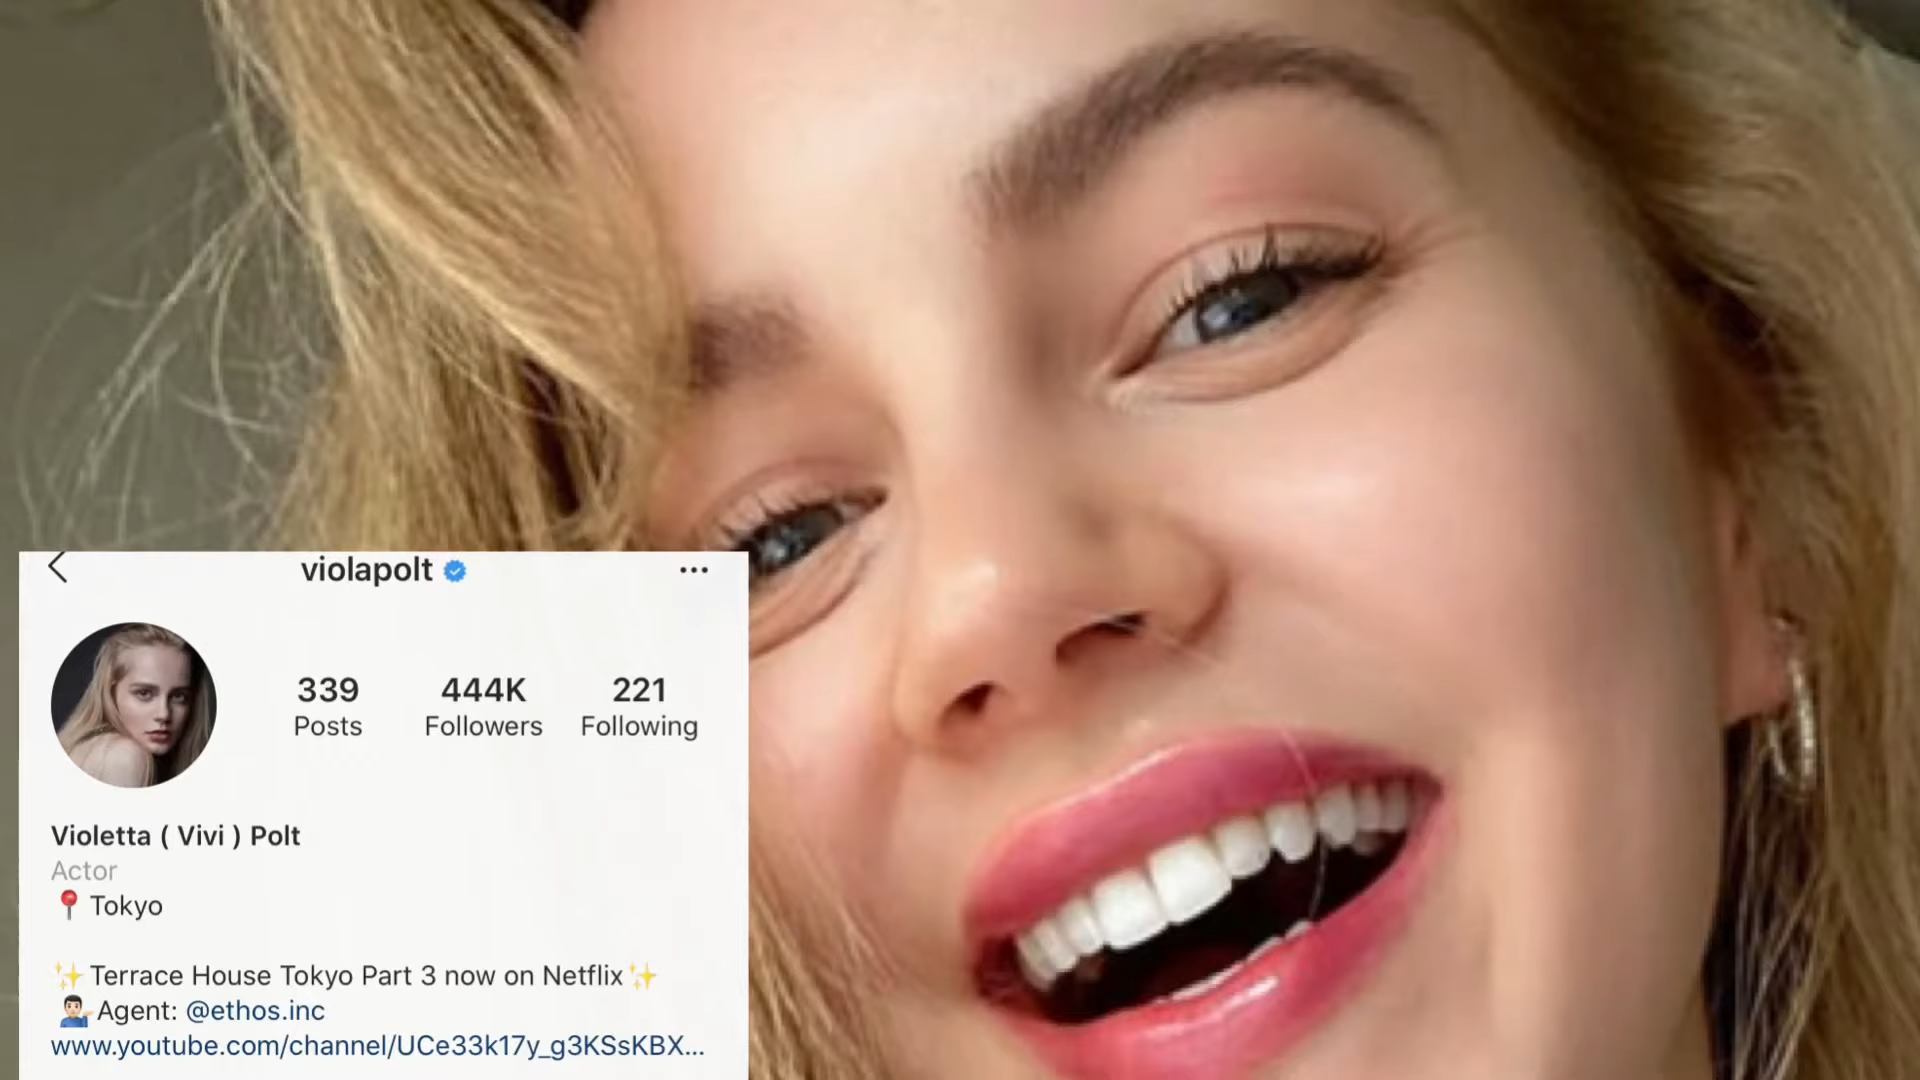 violapolt
339 444K 221
Posts Followers Following
Violetta ( Vivi ) Polt
Actor
📍 Tokyo
✨Terrace House Tokyo Part 3 now on Netflix✨
💁🏻‍♂️Agent: @ethos.inc
www.youtube.com/channel/UCe33k17y_g3KSsKBX...